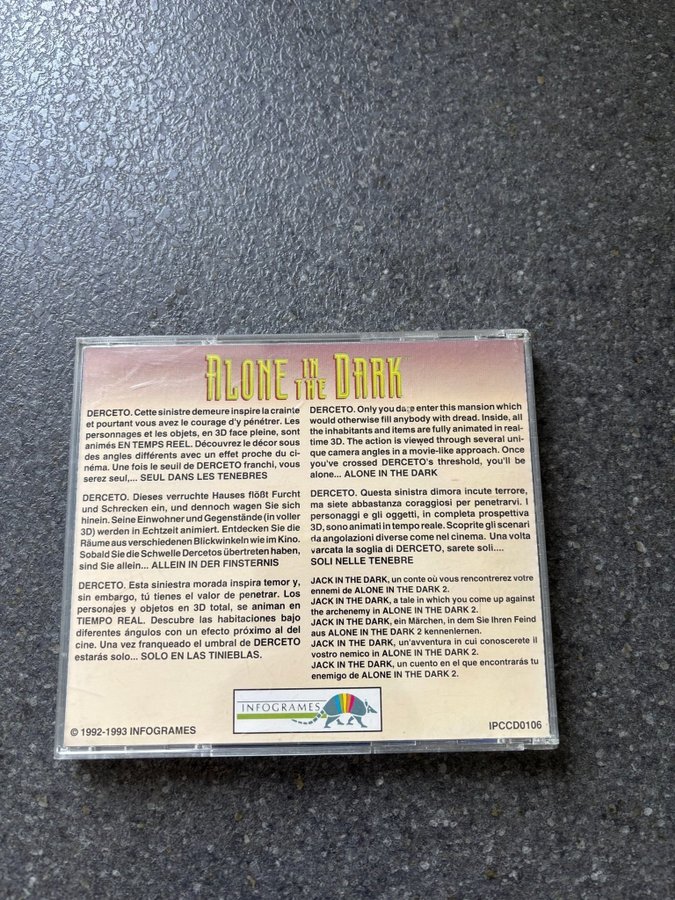 ALONE IN THE DARK
DERCETO. Cette sinistre demeure inspire la crainte
et pourtant vous avez le courage d'y pénétrer. Les
personnages et les objets, en 3D face pleine, sont
animés EN TEMPS REEL. Découvrez le décor sous
des angles différents avec un effet proche du ci-
néma. Une fois le seuil de DERCETO franchi, vous
serez seul,... SEUL DANS LES TENEBRES
DERCETO. Dieses verruchte Hauses flößt Furcht
und Schrecken ein, und dennoch wagen Sie sich
hinein. Seine Einwohner und Gegenstände (in voller
3D) werden in Echtzeit animiert. Entdecken Sie die
Räume aus verschiedenen Blickwinkeln wie im Kino.
Sobald Sie die Schwelle Dercetos übertreten haben,
sind Sie allein... ALLEIN IN DER FINSTERNIS
DERCETO. Esta siniestra morada inspira temor y,
sin embargo, tú tienes el valor de penetrar. Los
personajes y objetos en 3D total, se animan en
TIEMPO REAL. Descubre las habitaciones bajo
diferentes ángulos con un efecto próximo al del
cine. Una vez franqueado el umbral de DERCETO
estarás solo... SOLO EN LAS TINIEBLAS.
DERCETO. Only you dare enter this mansion which
would otherwise fill anybody with dread. Inside, all
the inhabitants and items are fully animated in real-
time 3D. The action is viewed through several uni-
que camera angles in a movie-like approach. Once
you've crossed DERCETO's threshold, you'll be
alone... ALONE IN THE DARK
DERCETO. Questa sinistra dimora incute terrore,
ma siete abbastanza coraggiosi per penetrarvi. I
personaggi e gli oggetti, in completa prospettiva
3D, sono animati in tempo reale. Scoprite gli scenari
da angolazioni diverse come nel cinema. Una volta
varcata la soglia di DERCETO, sarete soli....
SOLI NELLE TENEBRE
JACK IN THE DARK, un conte où vous rencontrerez votre
ennemi de ALONE IN THE DARK 2.
JACK IN THE DARK, a tale in which you come up against
the archenemy in ALONE IN THE DARK 2.
JACK IN THE DARK, ein Märchen, in dem Sie Ihren Feind
aus ALONE IN THE DARK 2 kennenlernen.
JACK IN THE DARK, un'avventura in cui conoscerete il
vostro nemico in ALONE IN THE DARK 2.
JACK IN THE DARK, un cuento en el que encontrarás tu
enemigo de ALONE IN THE DARK 2.
INFOGRAMES
© 1992-1993 INFOGRAMES
IPCCD0106